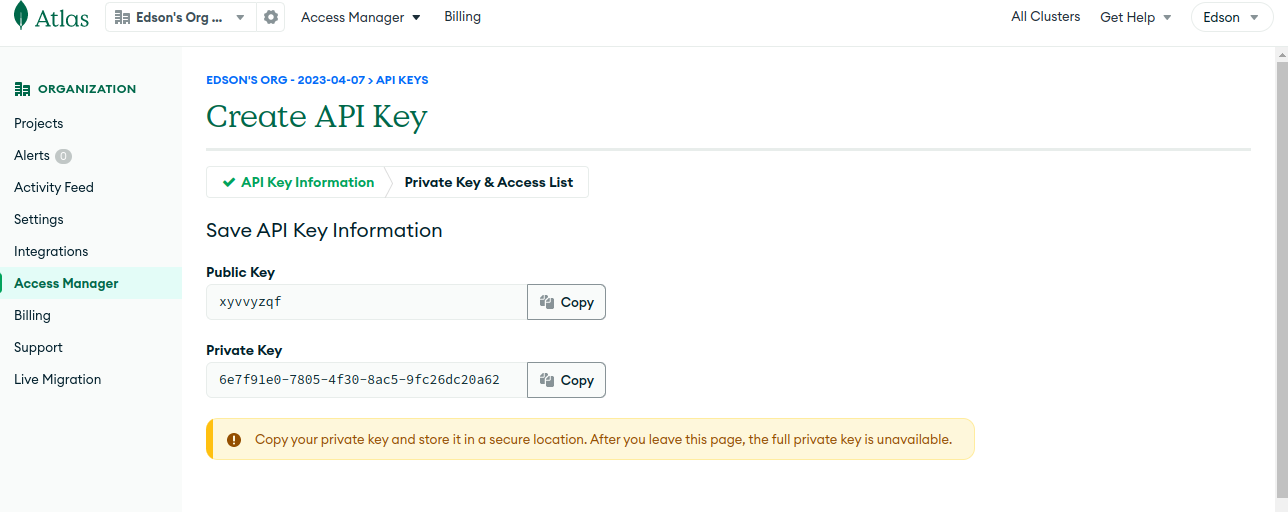 Atlas
Edson's Org ...
Access Manager
Billing
All Clusters
Get Help
Edson
ORGANIZATION
Projects
Alerts 0
Activity Feed
Settings
Integrations
Access Manager
Billing
Support
Live Migration
EDSON'S ORG - 2023-04-07 > API KEYS
Create API Key
API Key Information
Private Key & Access List
Save API Key Information
Public Key
xyvvyzqf
Copy
Private Key
6e7f91e0-7805-4f30-8ac5-9fc26dc20a62
Copy
Copy your private key and store it in a secure location. After you leave this page, the full private key is unavailable.